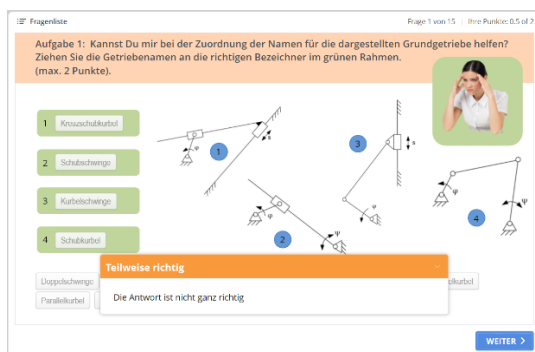 Fragenliste
Frage 1 von 15 | Ihre Punkte: 0.5 of 2
Aufgabe 1: Kannst Du mir bei der Zuordnung der Namen für die dargestellten Grundgetriebe helfen?
Ziehen Sie die Getriebenamen an die richtigen Bezeichner im grünen Rahmen.
(max. 2 Punkte).
1 Kreuzschubkurbel
2 Schubschwinge
3 Kurbelschwinge
4 Schubkurbel
φ
s
1
φ
ψ
2
3
s
φ
φ
ψ
4
Doppelschwinge
Parallelkurbel
Teilweise richtig
Die Antwort ist nicht ganz richtig
WEITER